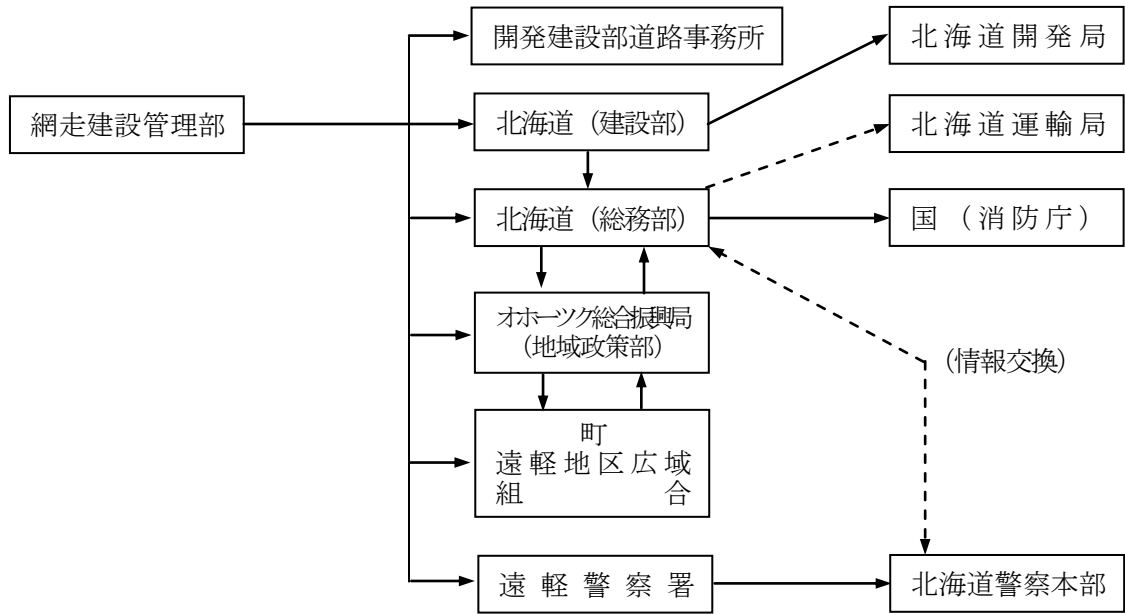 開発建設部道路事務所
北海道開発局
網走建設管理部
北海道（建設部）
北海道運輸局
北海道（総務部）
国（消防庁）
オホーツク総合振興局
（地域政策部）
（情報交換）
町
遠軽地区広域
組合
遠軽警察署
北海道警察本部